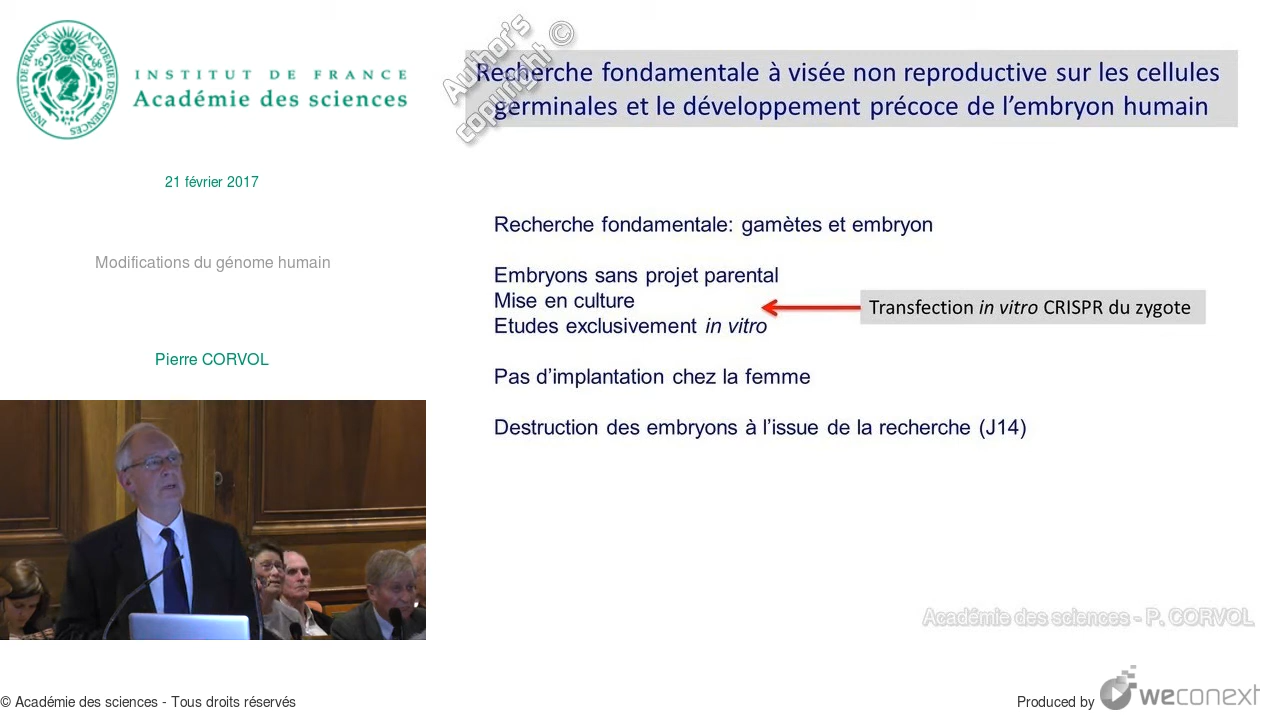 INSTITUT DE FRANCE
Académie des sciences
21 février 2017
Modifications du génome humain
Pierre CORVOL
Author's
copyright ©
Recherche fondamentale à visée non reproductive sur les cellules
germinales et le développement précoce de l'embryon humain
Recherche fondamentale: gamètes et embryon
Embryons sans projet parental
Mise en culture
Etudes exclusivement in vitro
Transfection in vitro CRISPR du zygote
Pas d'implantation chez la femme
Destruction des embryons à l'issue de la recherche (J14)
Académie des sciences - P. CORVOL
© Académie des sciences - Tous droits réservés
Produced by weconext